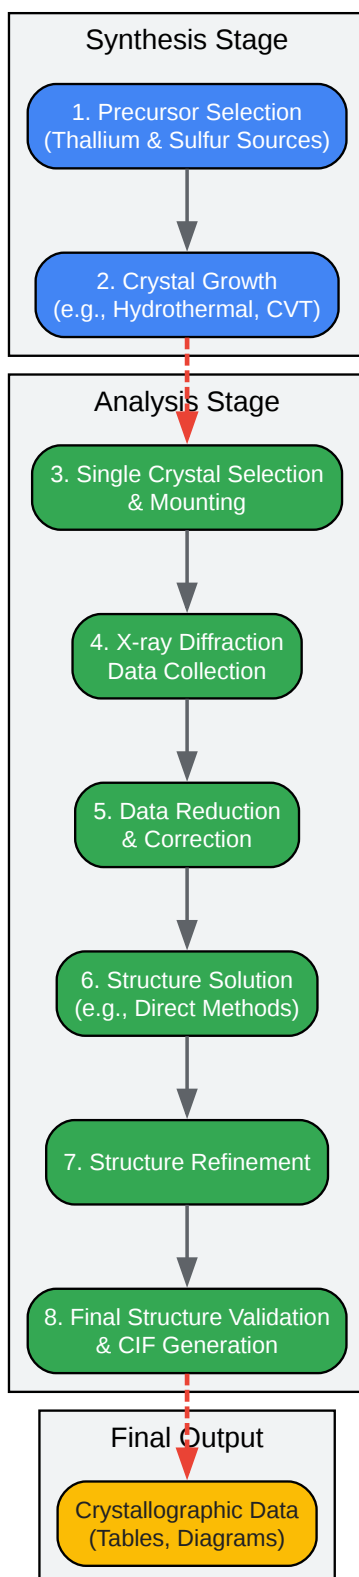 Synthesis Stage
1. Precursor Selection
(Thallium & Sulfur Sources)
2. Crystal Growth
(e.g., Hydrothermal, CVT)
Analysis Stage
3. Single Crystal Selection
& Mounting
4. X-ray Diffraction
Data Collection
5. Data Reduction
& Correction
6. Structure Solution
(e.g., Direct Methods)
7. Structure Refinement
8. Final Structure Validation
& CIF Generation
Final Output
Crystallographic Data
(Tables, Diagrams)